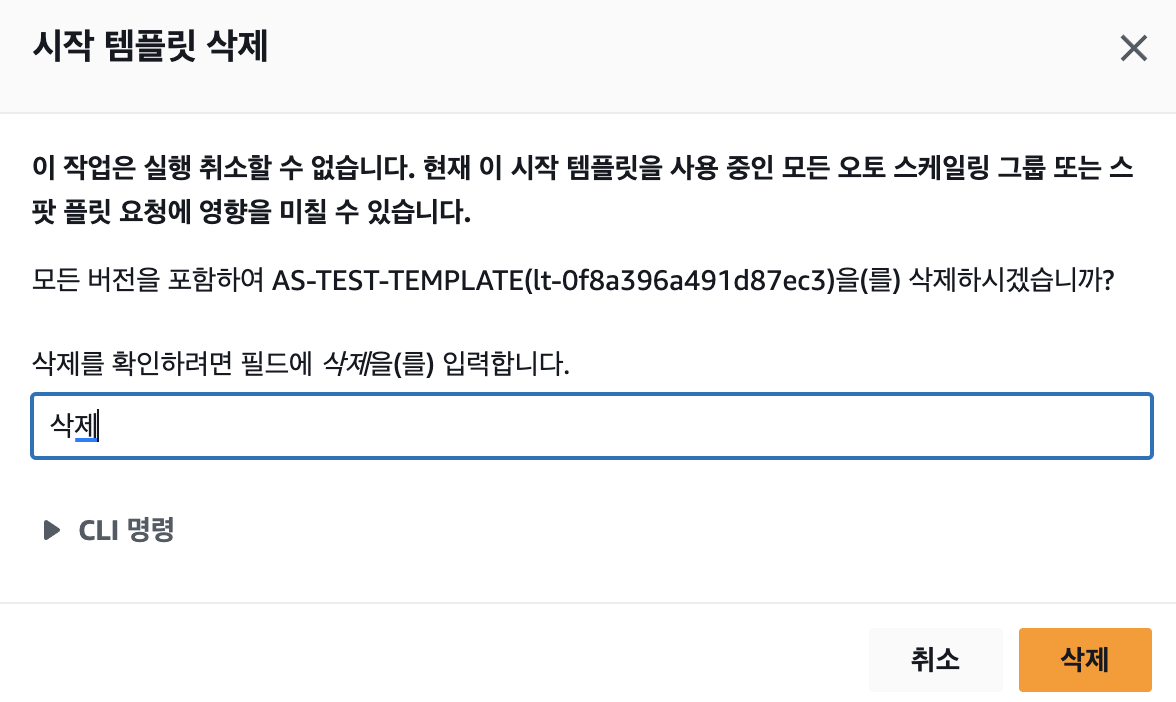 시작 템플릿 삭제
이 작업은 실행 취소할 수 없습니다. 현재 이 시작 템플릿을 사용 중인 모든 오토 스케일링 그룹 또는 스
팟 플릿 요청에 영향을 미칠 수 있습니다.
모든 버전을 포함하여 AS-TEST-TEMPLATE(lt-0f8a396a491d87ec3)을(를) 삭제하시겠습니까?
삭제를 확인하려면 필드에 삭제을(를) 입력합니다.
삭제
CLI 명령
취소
삭제